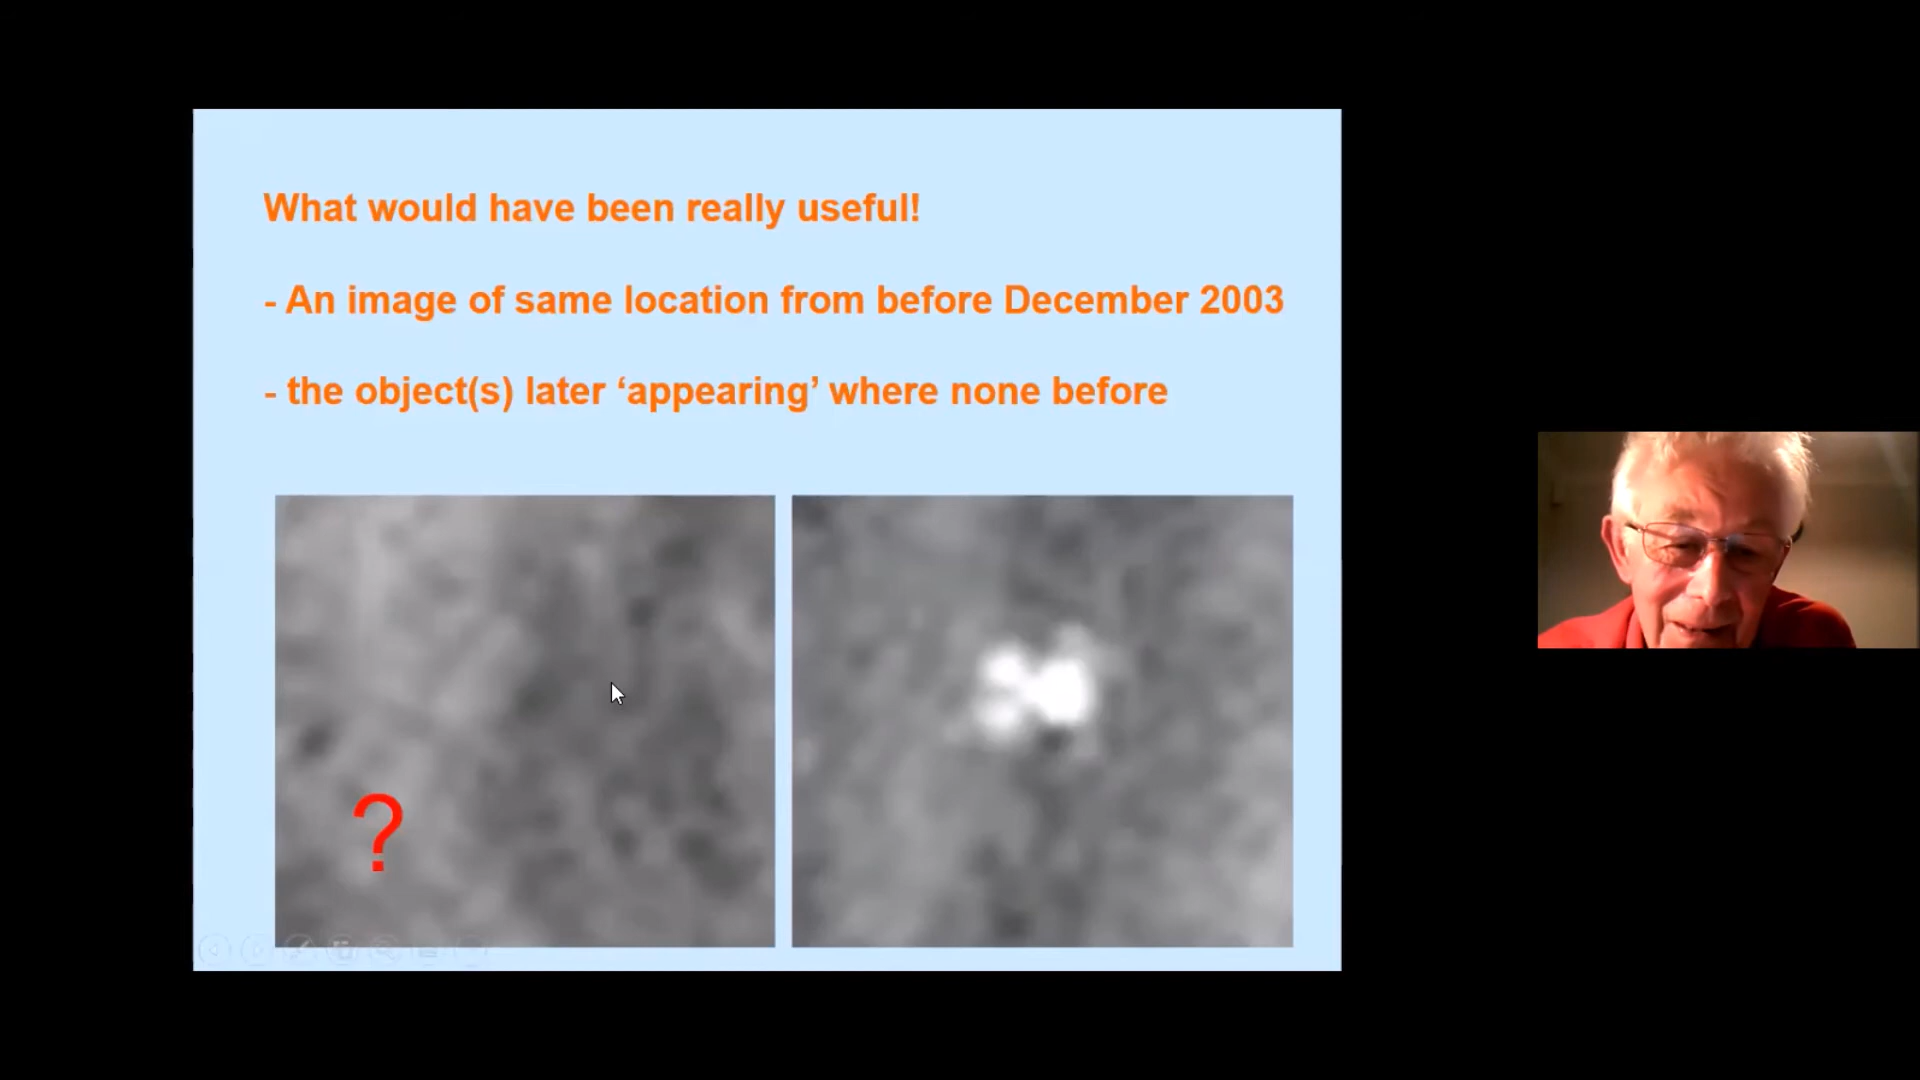 What would have been really useful!
- An image of same location from before December 2003
- the object(s) later ‘appearing’ where none before
?